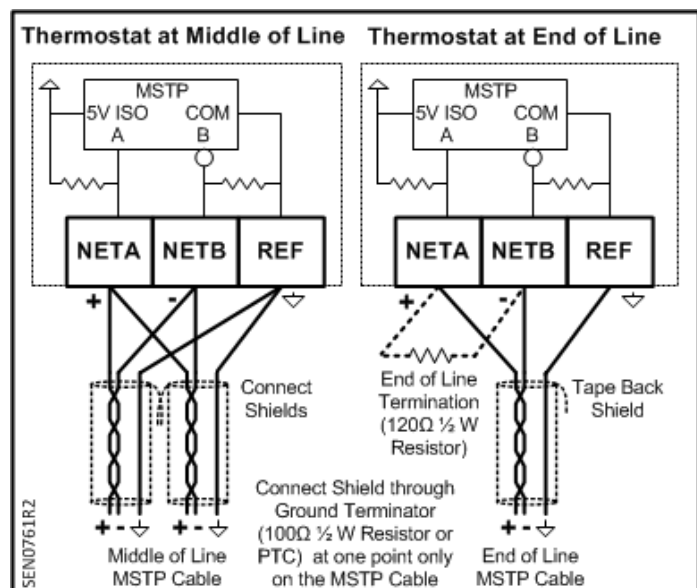 Thermostat at Middle of Line
MSTP
5V ISO COM
A B
NETA NETB REF
+ -
Connect
Shields
+ - + -
Middle of Line
MSTP Cable
Thermostat at End of Line
MSTP
5V ISO COM
A B
NETA NETB REF
+ -
End of Line
Termination
(120Ω ½ W
Resistor)
Tape Back
Shield
Connect Shield through
Ground Terminator
(100Ω ½ W Resistor or
PTC) at one point only
on the MSTP Cable
+ -
End of Line
MSTP Cable
SEN0761R2